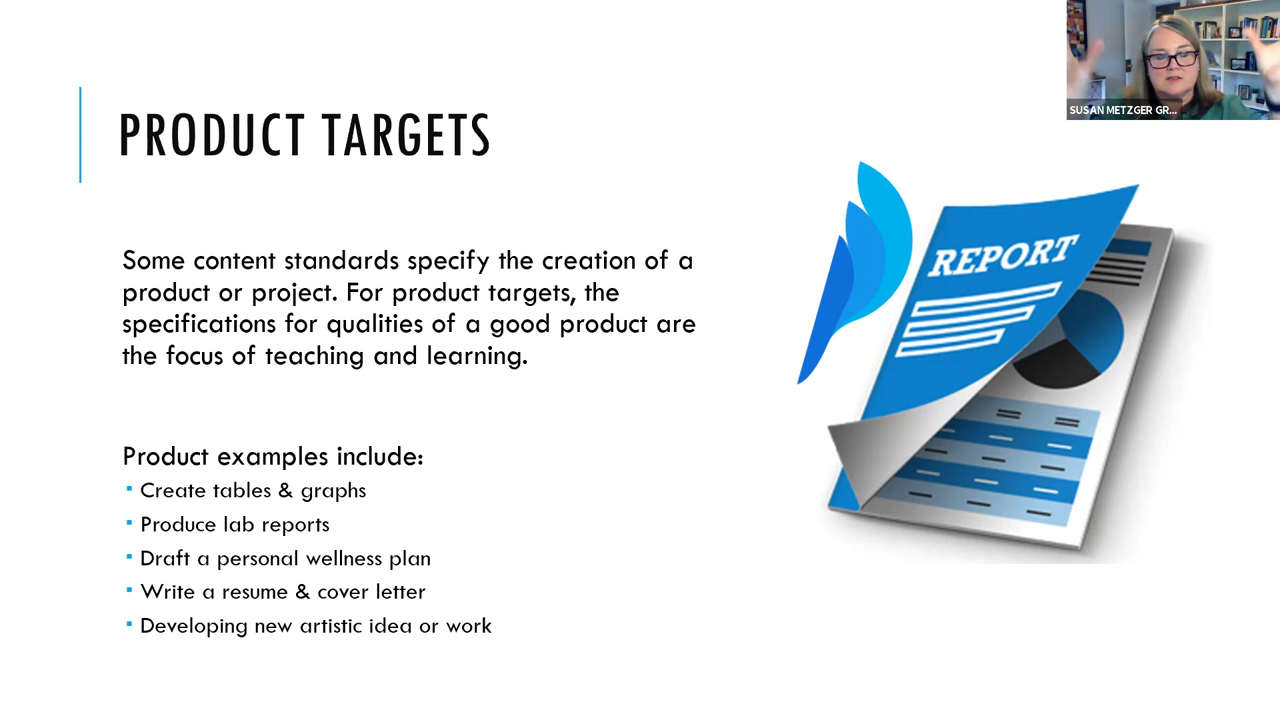 SUSAN METZGER GR...
PRODUCT TARGETS
Some content standards specify the creation of a
product or project. For product targets, the
specifications for qualities of a good product are
the focus of teaching and learning.
Product examples include:
▪ Create tables & graphs
▪ Produce lab reports
▪ Draft a personal wellness plan
▪ Write a resume & cover letter
▪ Developing new artistic idea or work
REPORT